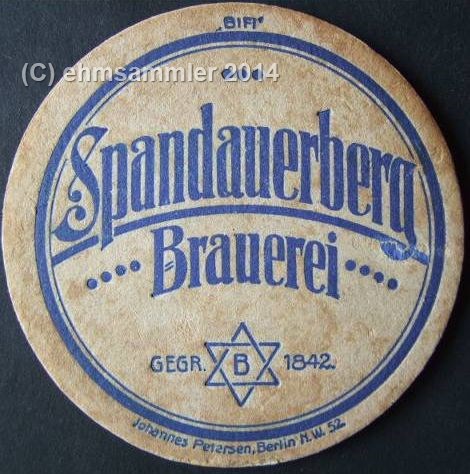 „BIFI“
(C) ehmsammler 2014
Spandauerberg
Brauerei
GEGR. B 1842.
Johannes Petersen, Berlin N.W. 52